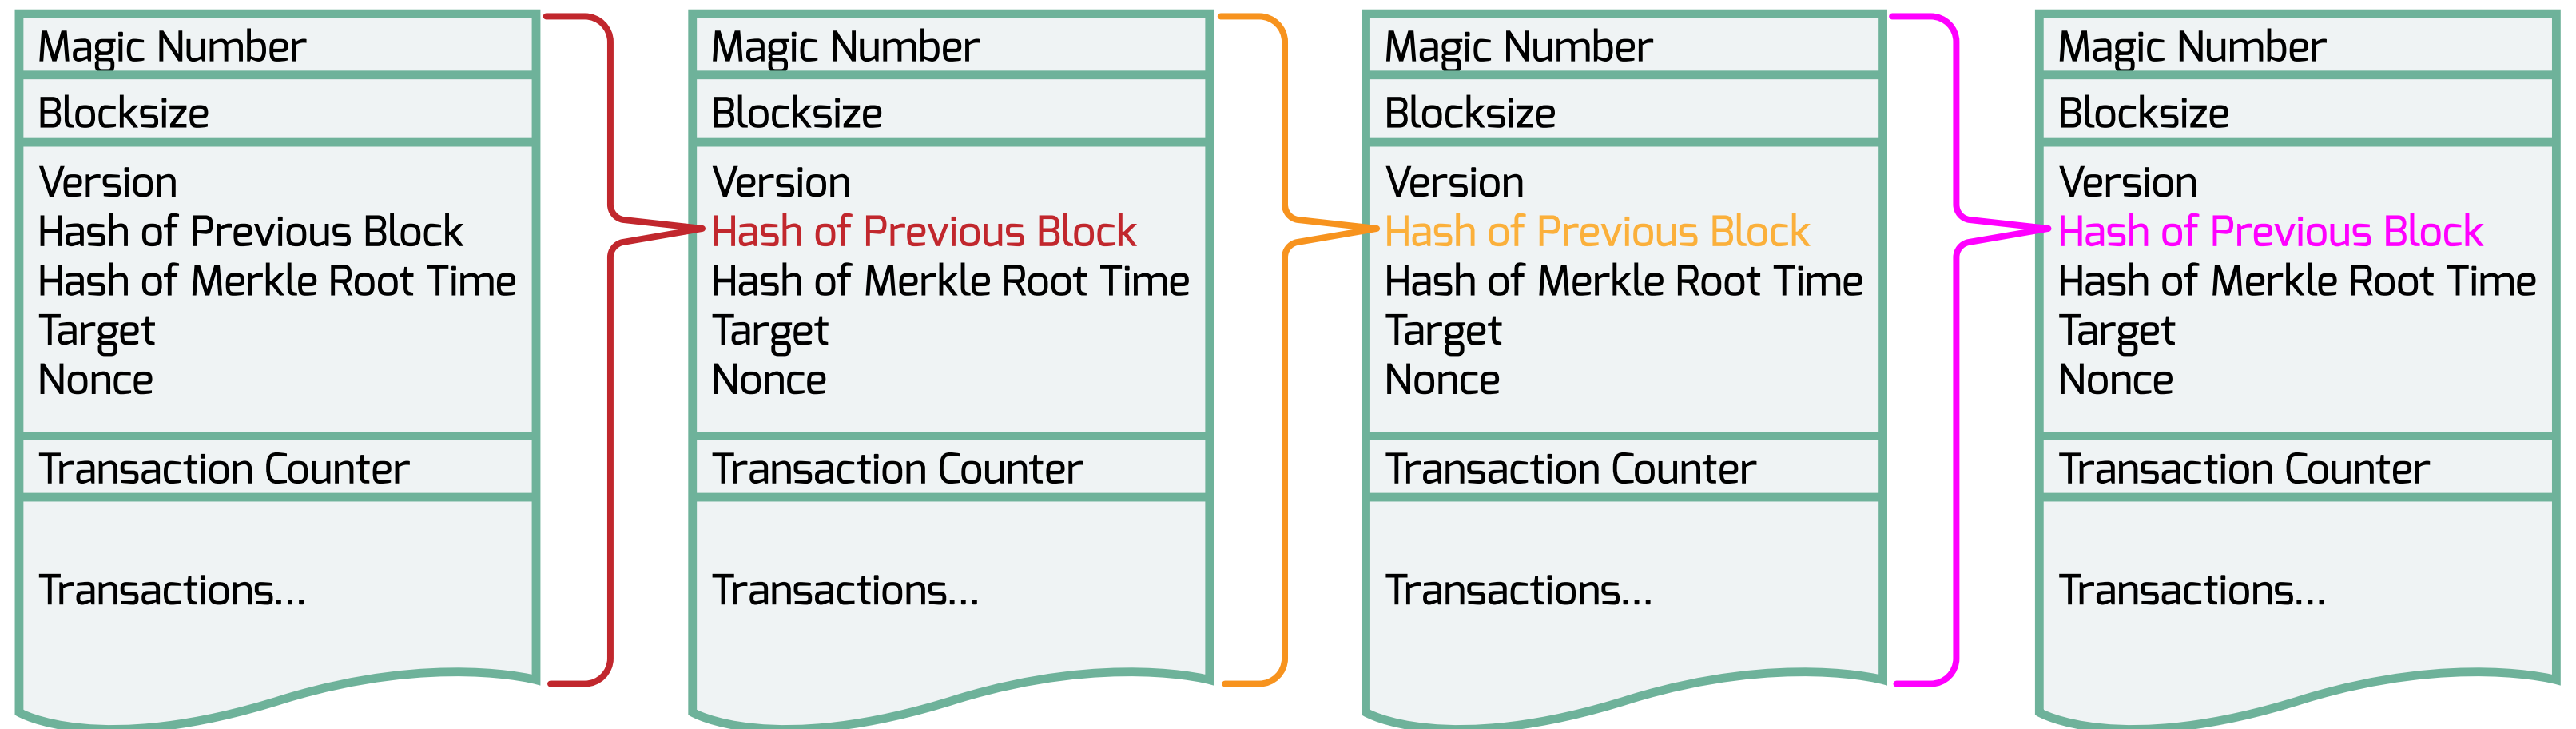 Magic Number
Blocksize
Version
Hash of Previous Block
Hash of Merkle Root Time
Target
Nonce
Transaction Counter
Transactions...
Magic Number
Blocksize
Version
Hash of Previous Block
Hash of Merkle Root Time
Target
Nonce
Transaction Counter
Transactions...
Magic Number
Blocksize
Version
Hash of Previous Block
Hash of Merkle Root Time
Target
Nonce
Transaction Counter
Transactions...
Magic Number
Blocksize
Version
Hash of Previous Block
Hash of Merkle Root Time
Target
Nonce
Transaction Counter
Transactions...